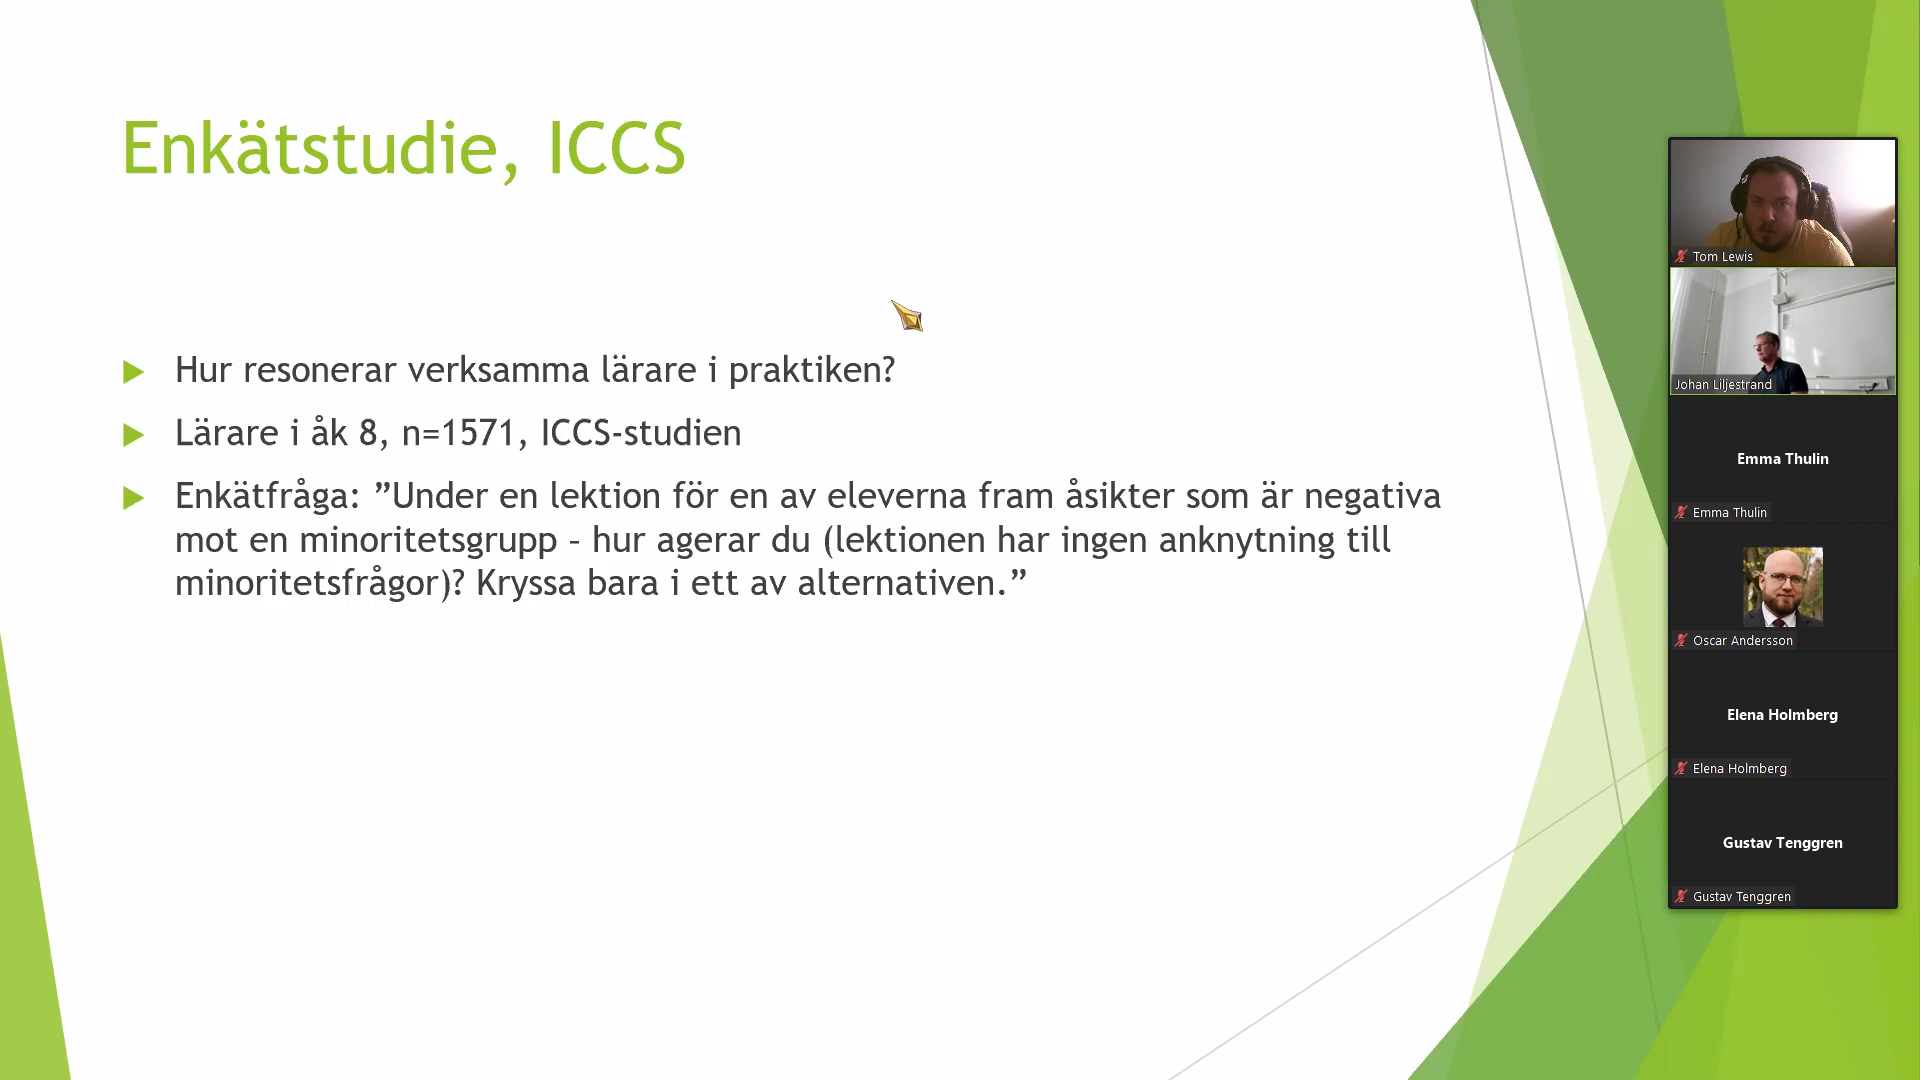 Enkätstudie, ICCS
Hur resonerar verksamma lärare i praktiken?
Lärare i åk 8, n=1571, ICCS-studien
Enkätfråga: ”Under en lektion för en av eleverna fram åsikter som är negativa
mot en minoritetsgrupp – hur agerar du (lektionen har ingen anknytning till
minoritetsfrågor)? Kryssa bara i ett av alternativen.”
Tom Lewis
Johan Liljestrand
Emma Thulin
Emma Thulin
Oscar Andersson
Elena Holmberg
Elena Holmberg
Gustav Tenggren
Gustav Tenggren